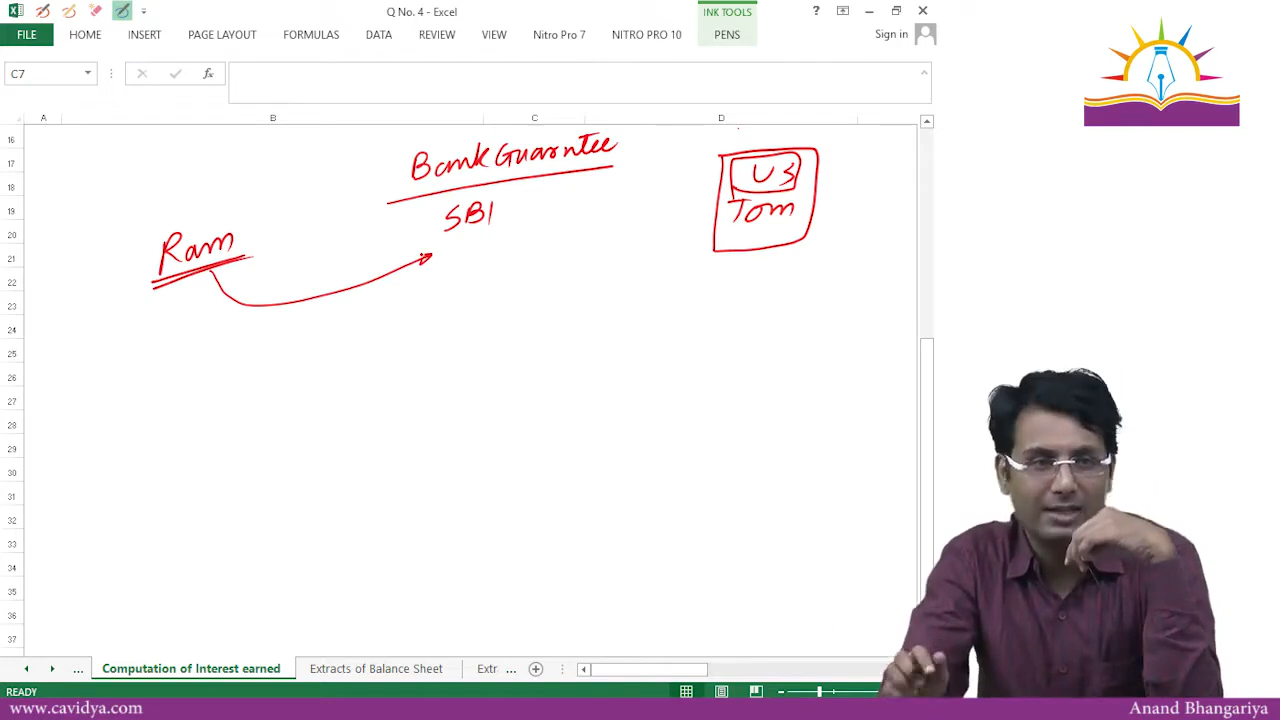 Q No. 4 - Excel
INK TOOLS
?
FILE
HOME
INSERT
PAGE LAYOUT
FORMULAS
DATA
REVIEW
VIEW
Nitro Pro 7
NITRO PRO 10
PENS
Sign in
C7
fx
A
B
C
D
16
17
18
19
20
21
22
23
24
25
26
27
28
29
30
31
32
33
34
35
36
37
Bank Guarntee
SBI
Ram
US
Tom
...
Computation of Interest earned
Extracts of Balance Sheet
Extr ...
READY
www.cavidya.com
Anand Bhangariya